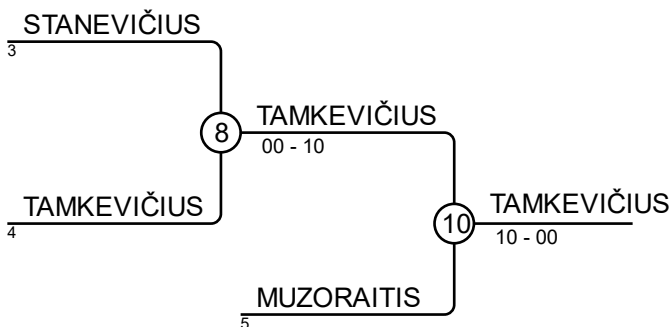 STANEVIČIUS
3
8
TAMKEVIČIUS
00 - 10
TAMKEVIČIUS
4
10
TAMKEVIČIUS
10 - 00
MUZORAITIS
5